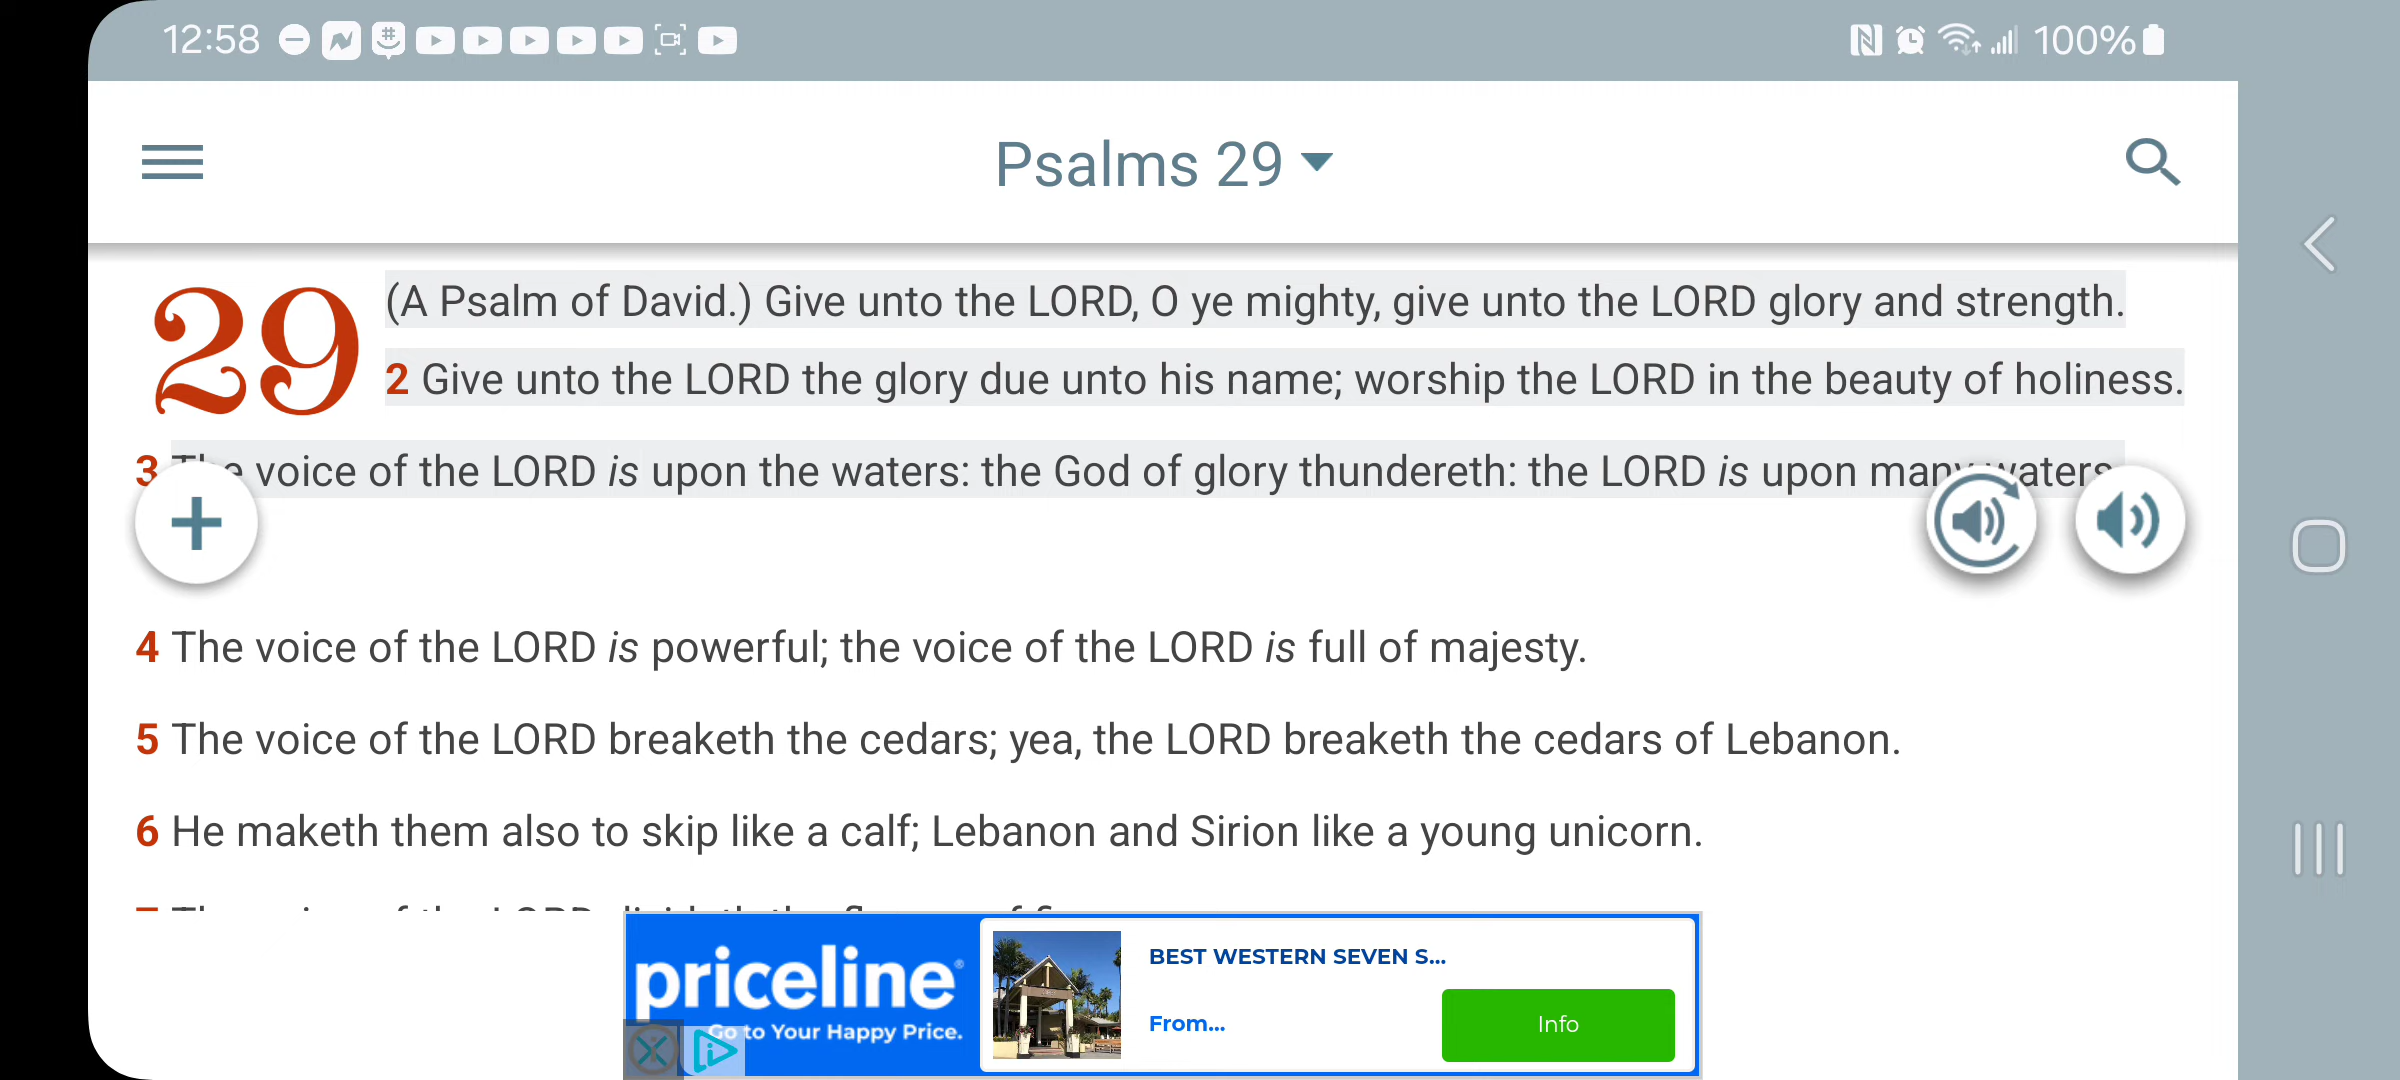 12:58
100%
Psalms 29
29 (A Psalm of David.) Give unto the LORD, O ye mighty, give unto the LORD glory and strength.
2 Give unto the LORD the glory due unto his name; worship the LORD in the beauty of holiness.
3 The voice of the LORD is upon the waters: the God of glory thundereth: the LORD is upon many waters.
4 The voice of the LORD is powerful; the voice of the LORD is full of majesty.
5 The voice of the LORD breaketh the cedars; yea, the LORD breaketh the cedars of Lebanon.
6 He maketh them also to skip like a calf; Lebanon and Sirion like a young unicorn.
priceline®
Go to Your Happy Price.
BEST WESTERN SEVEN S...
From...
Info